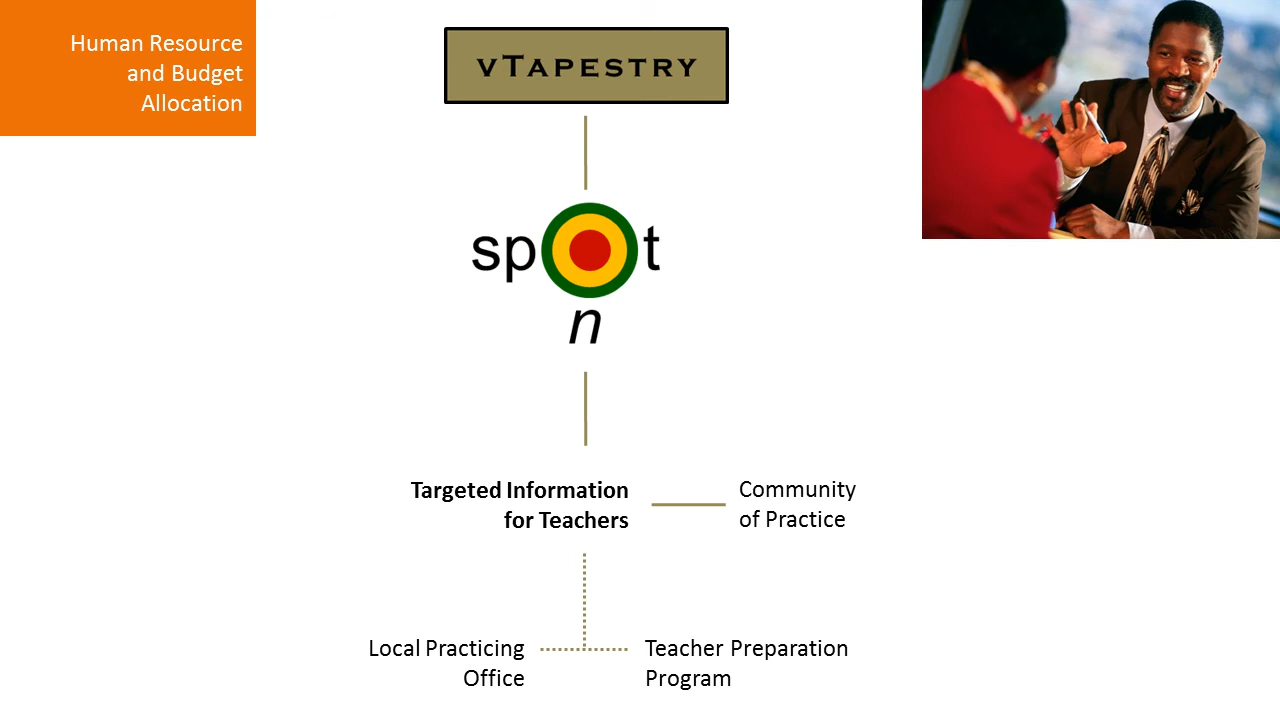 Human Resource
and Budget
Allocation
vTapestry
spot
n
Targeted Information
for Teachers
Community
of Practice
Local Practicing
Office
Teacher Preparation
Program